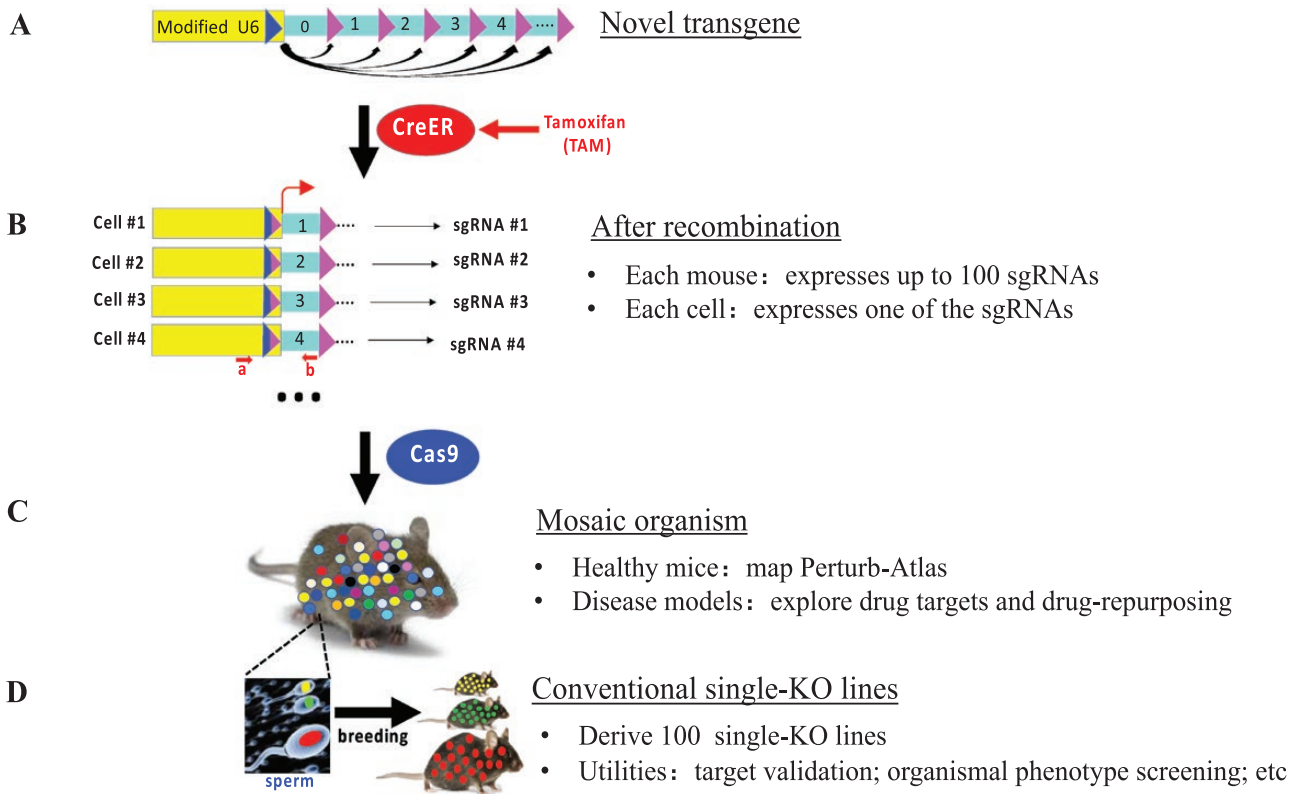 A
Modified U6 0 1 2 3 4 ....
Novel transgene
CreER
Tamoxifan
(TAM)
B
After recombination
Cell #1 1 .... sgRNA #1
Cell #2 2 .... sgRNA #2
Cell #3 3 .... sgRNA #3
Cell #4 4 .... sgRNA #4
a b
• Each mouse: expresses up to 100 sgRNAs
• Each cell: expresses one of the sgRNAs
...
Cas9
C
Mosaic organism
• Healthy mice: map Perturb-Atlas
• Disease models: explore drug targets and drug-repurposing
D
breeding
sperm
Conventional single-KO lines
• Derive 100 single-KO lines
• Utilities: target validation; organismal phenotype screening; etc